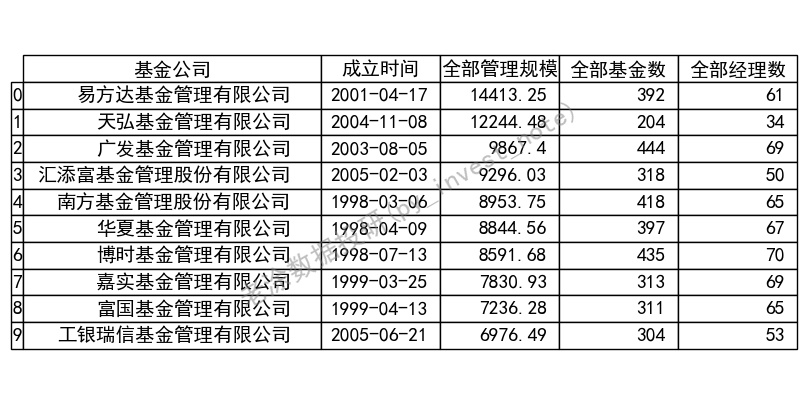 基金公司 成立时间 全部管理规模 全部基金数 全部经理数
0 易方达基金管理有限公司 2001-04-17 14413.25 392 61
1 天弘基金管理有限公司 2004-11-08 12244.48 204 34
2 广发基金管理有限公司 2003-08-05 9867.4 444 69
3 汇添富基金管理股份有限公司 2005-02-03 9296.03 318 50
4 南方基金管理股份有限公司 1998-03-06 8953.75 418 65
5 华夏基金管理有限公司 1998-04-09 8844.56 397 67
6 博时基金管理有限公司 1998-07-13 8591.68 435 70
7 嘉实基金管理有限公司 1999-03-25 7830.93 313 69
8 富国基金管理有限公司 1999-04-13 7236.28 311 65
9 工银瑞信基金管理有限公司 2005-06-21 6976.49 304 53
数据投研(py_invest_note)